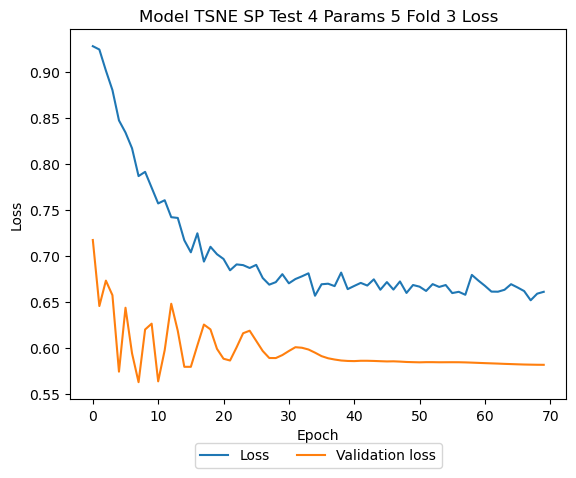 Model TSNE SP Test 4 Params 5 Fold 3 Loss
0.90
0.85
0.80
0.75
0.70
0.65
0.60
0.55
Loss
0 10 20 30 40 50 60 70
Epoch
Loss Validation loss